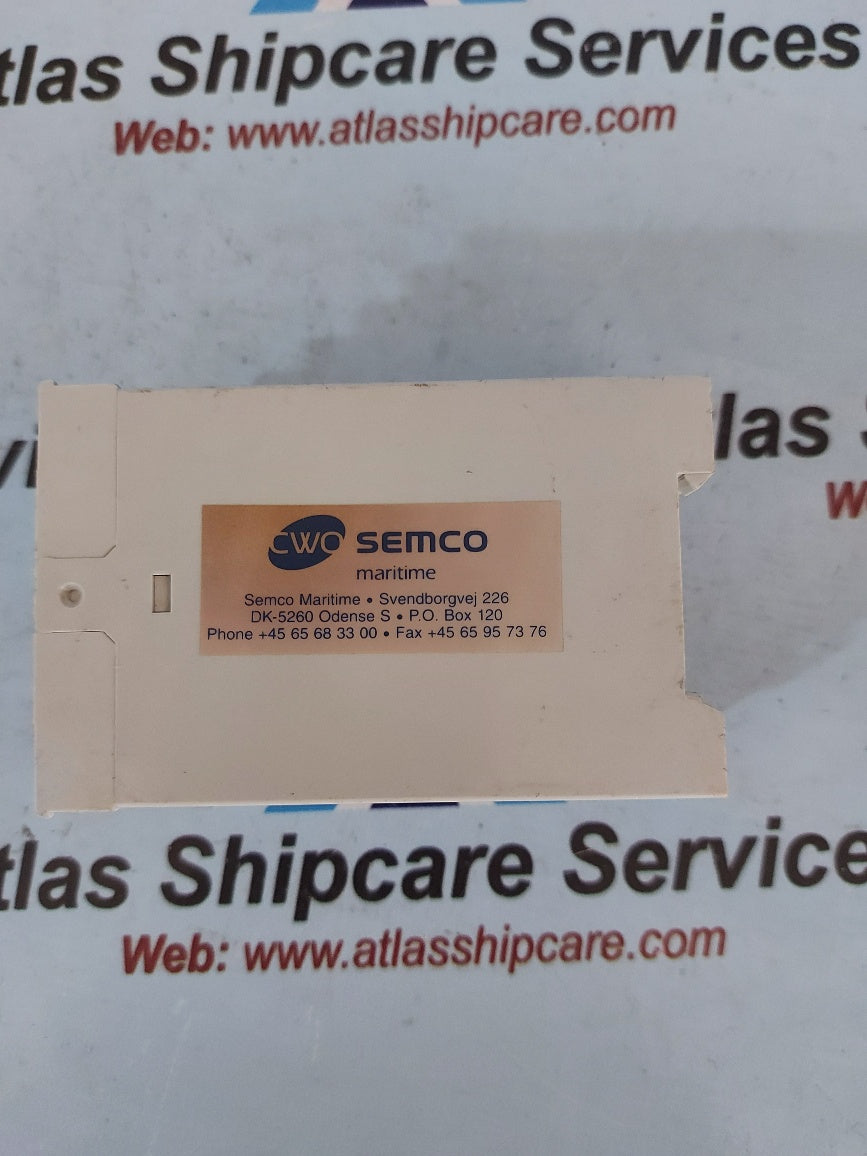 tlas Shipcare Services
Web: www.atlasshipcare.com
vi
las
W
CWO SEMCO
maritime
Semco Maritime • Svendborgvej 226
DK-5260 Odense S • P.O. Box 120
Phone +45 65 68 33 00 • Fax +45 65 95 73 76
tlas Shipcare Service
Web: www.atlasshipcare.com